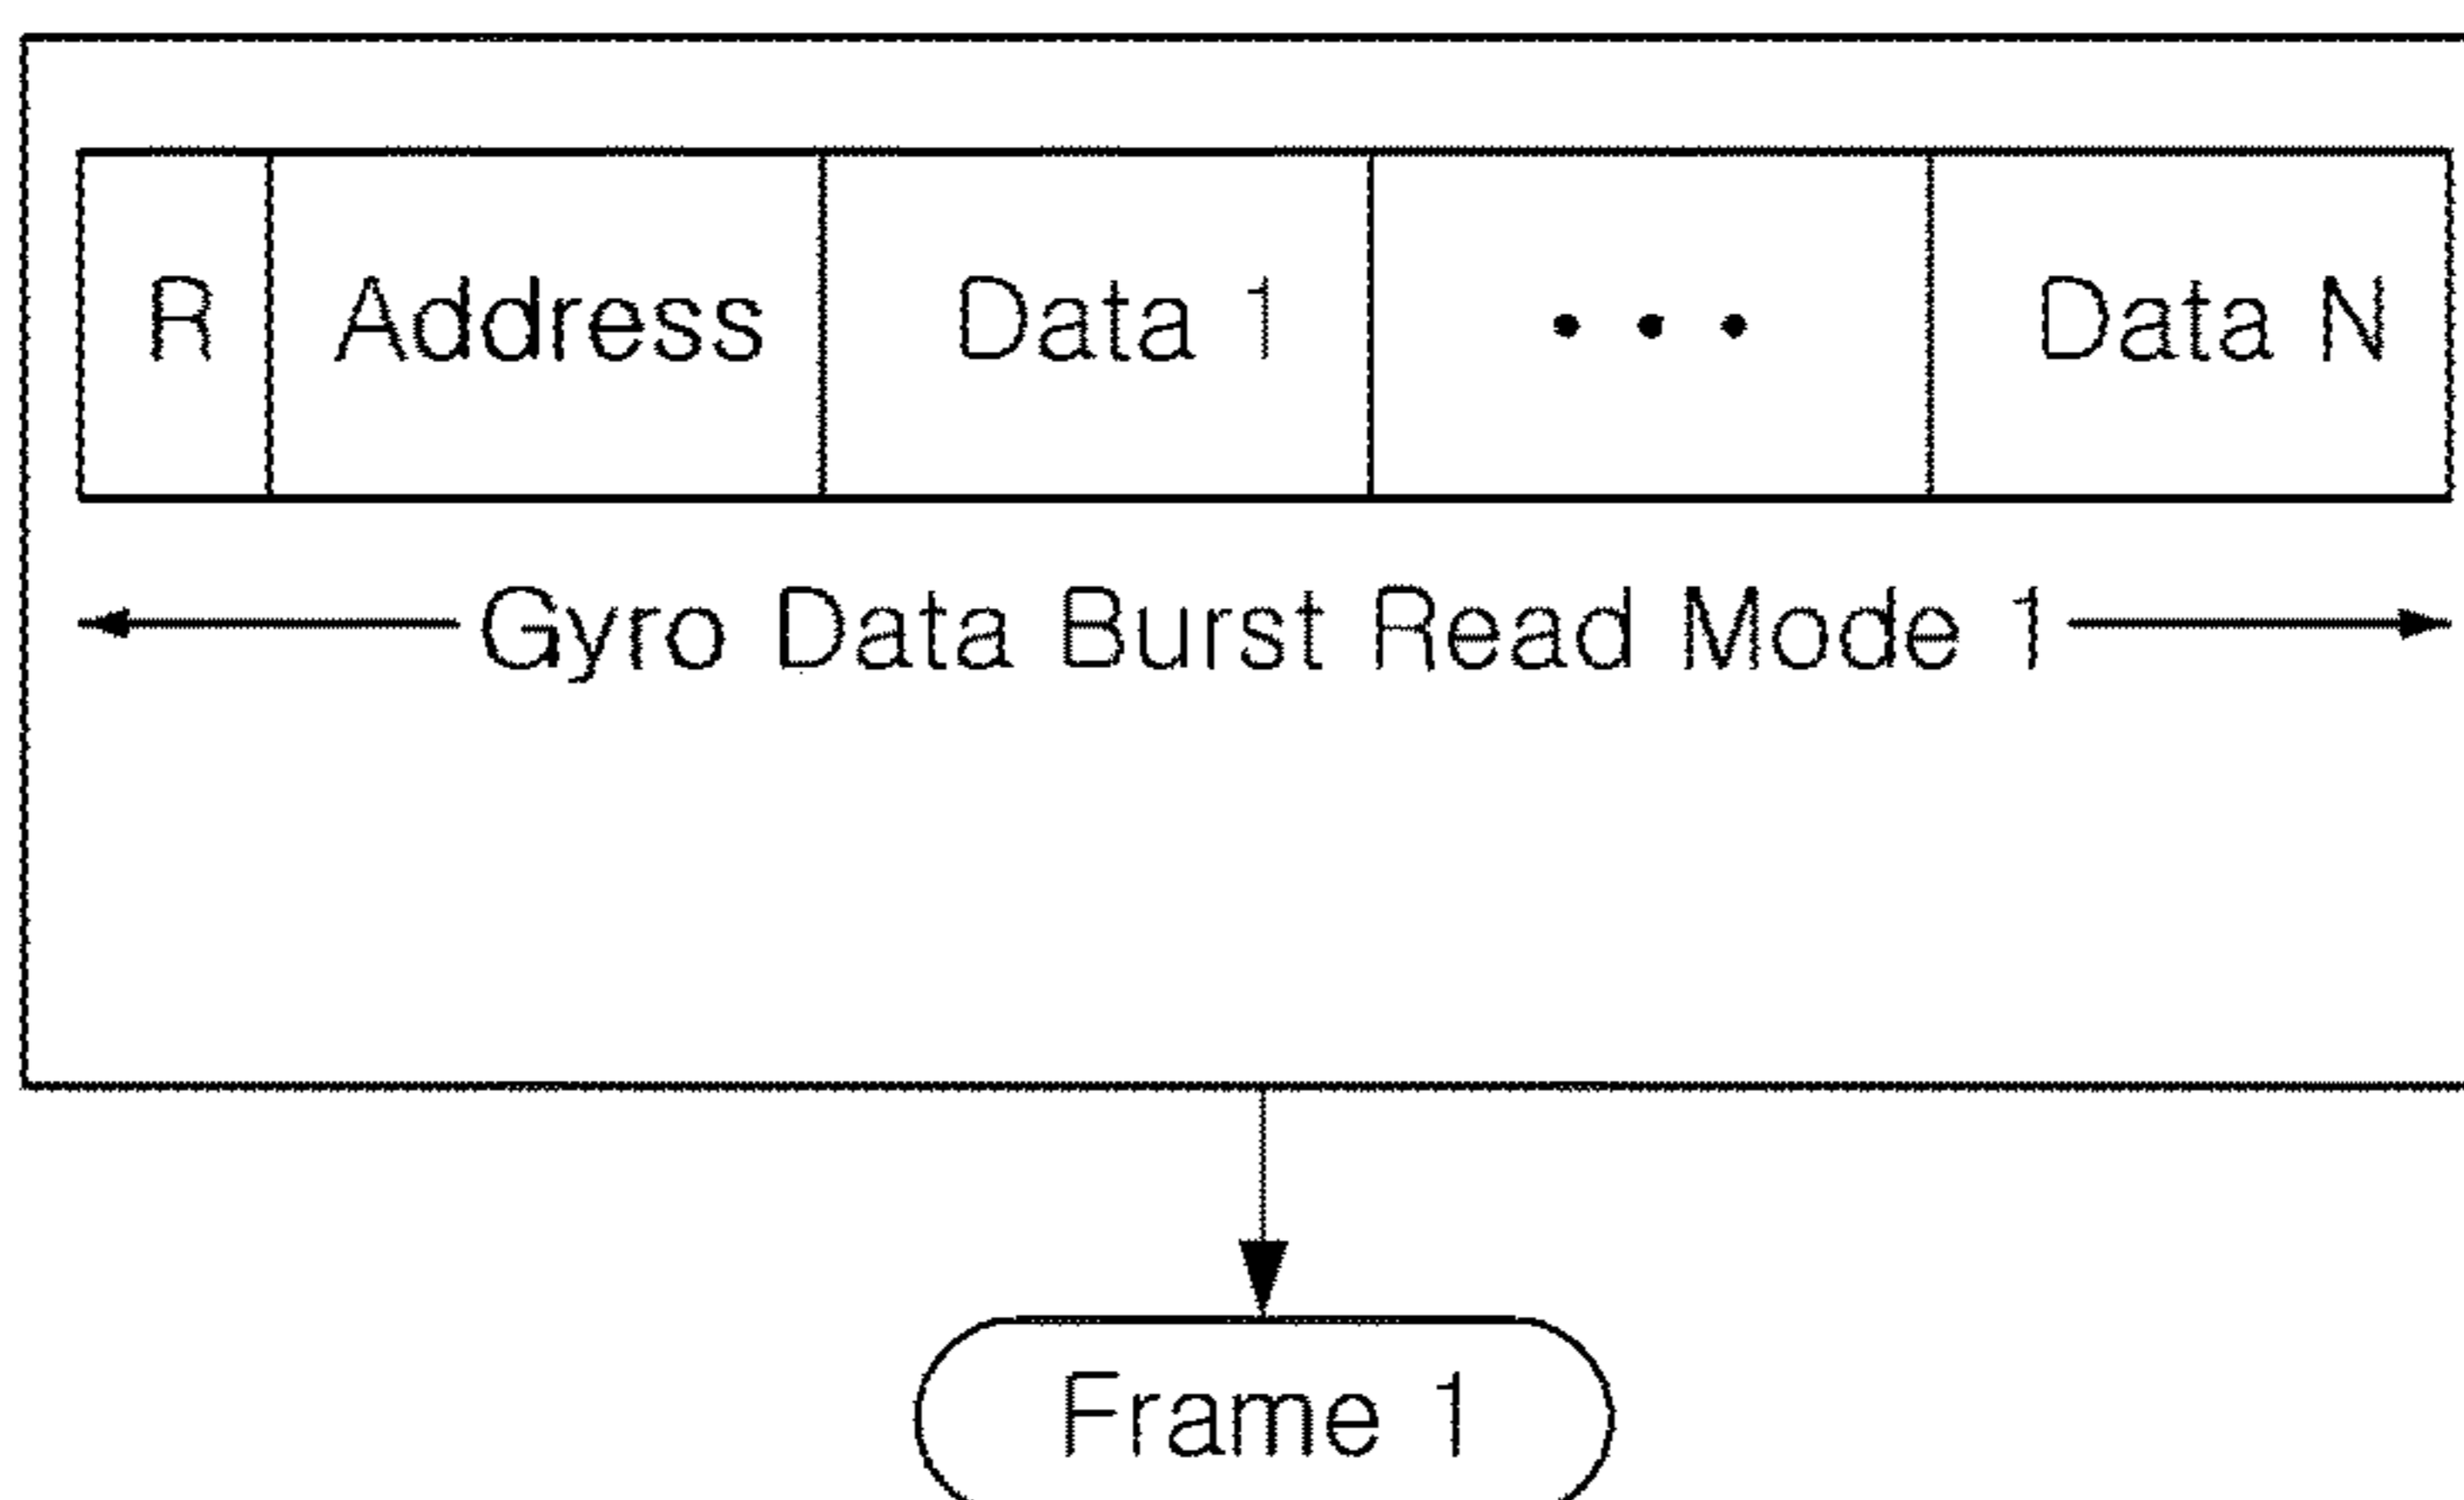 R Address Data 1 • • • Data N
Gyro Data Burst Read Mode 1
Frame 1